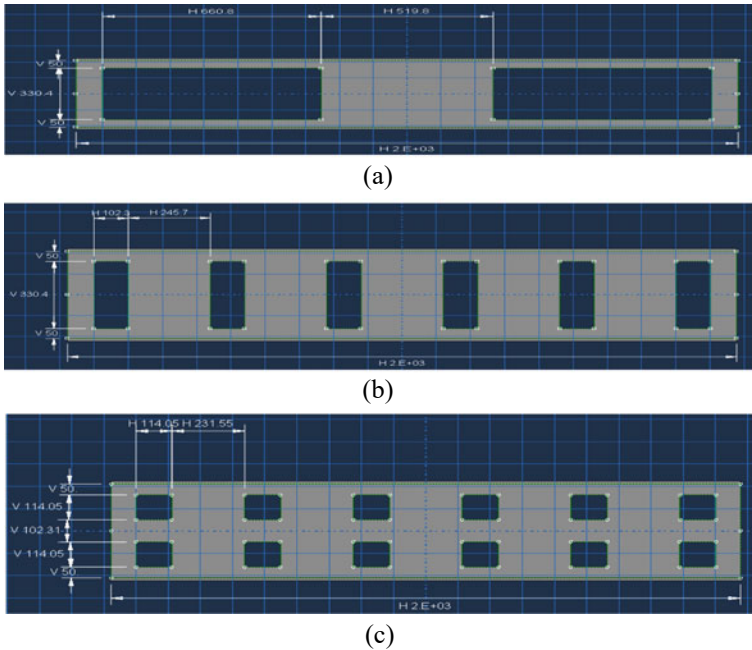 H 660.8 H 519.8
V 50
V 330.4
V 50
H 2 E+03
(a)
H 102.3 H 245.7
V 50
V 330.4
V 50
H 2 E+03
(b)
H 114.05 H 231.55
V 50
V 114.05
V 102.31
V 114.05
V 50
H 2 E+03
(c)